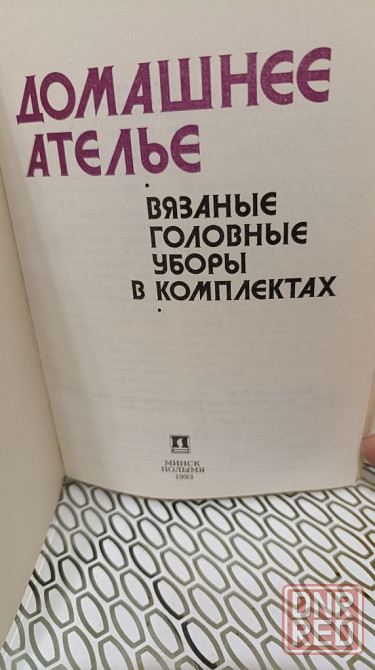 ДОМАШНЕЕ
АТЕЛЬЕ
ВЯЗАНЫЕ
ГОЛОВНЫЕ
УБОРЫ
В КОМПЛЕКТАХ
МИНСК
ПОЛЫМЯ
1993
DNR
RED